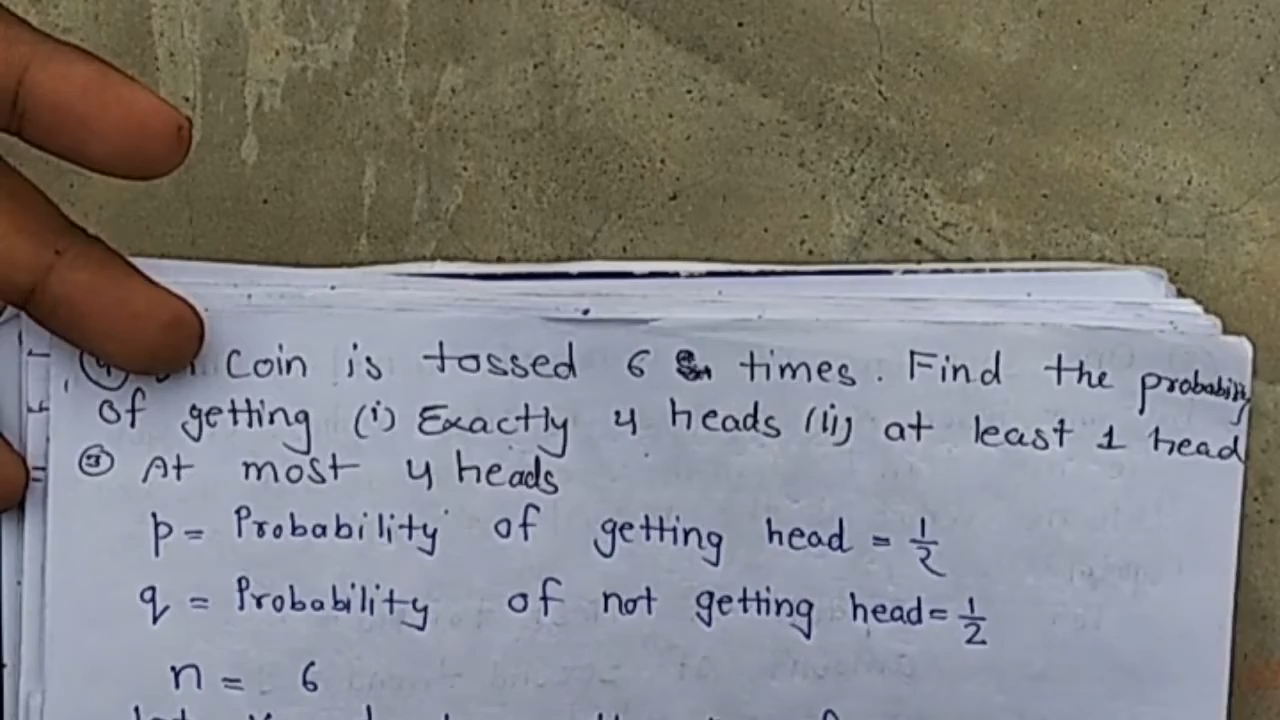 Coin is tossed 6 times. Find the probability
of getting (i) Exactly 4 heads (ii) at least 1 head
③ At most 4 heads
p = Probability of getting head = 1/2
q = Probability of not getting head = 1/2
n = 6